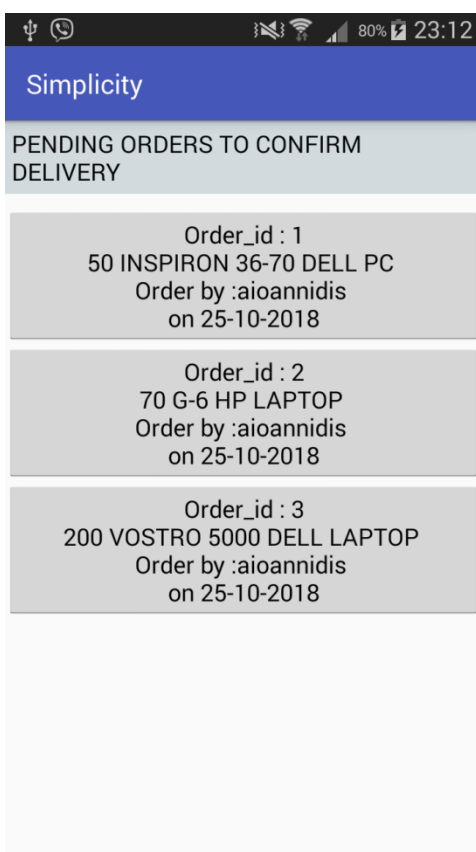 80% 23:12
Simplicity
PENDING ORDERS TO CONFIRM
DELIVERY
Order_id : 1
50 INSPIRON 36-70 DELL PC
Order by :aioannidis
on 25-10-2018
Order_id : 2
70 G-6 HP LAPTOP
Order by :aioannidis
on 25-10-2018
Order_id : 3
200 VOSTRO 5000 DELL LAPTOP
Order by :aioannidis
on 25-10-2018